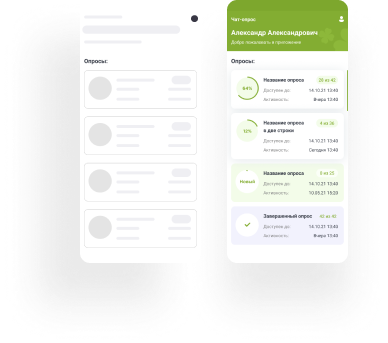 Опросы:
Чат-опрос
Александр Александрович
Добро пожаловать в приложение
Опросы:
64%
Название опроса
28 из 42
Доступен до:
14.10.21 13:40
Активность:
Вчера 13:40
12%
Название опроса
в две строки
4 из 36
Доступен до:
14.10.21 13:40
Активность:
Сегодня 13:40
Новый
Название опроса
0 из 25
Доступен до:
14.10.21 13:40
Активность:
10.08.21 15:20
Завершенный опрос
42 из 42
Доступен до:
14.10.21 13:40
Активность:
Вчера 13:40